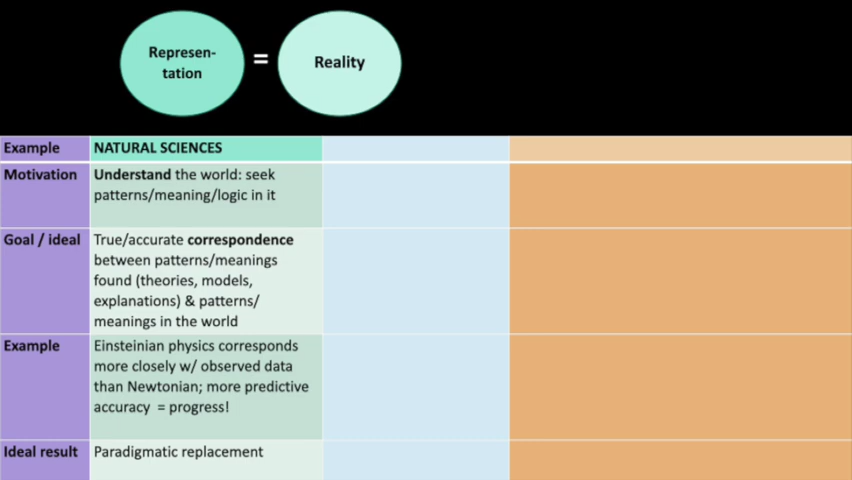 Represen-
tation
=
Reality
Example
NATURAL SCIENCES
Motivation
Understand the world: seek
patterns/meaning/logic in it
Goal / ideal
True/accurate correspondence
between patterns/meanings
found (theories, models,
explanations) & patterns/
meanings in the world
Example
Einsteinian physics corresponds
more closely w/ observed data
than Newtonian; more predictive
accuracy = progress!
Ideal result
Paradigmatic replacement